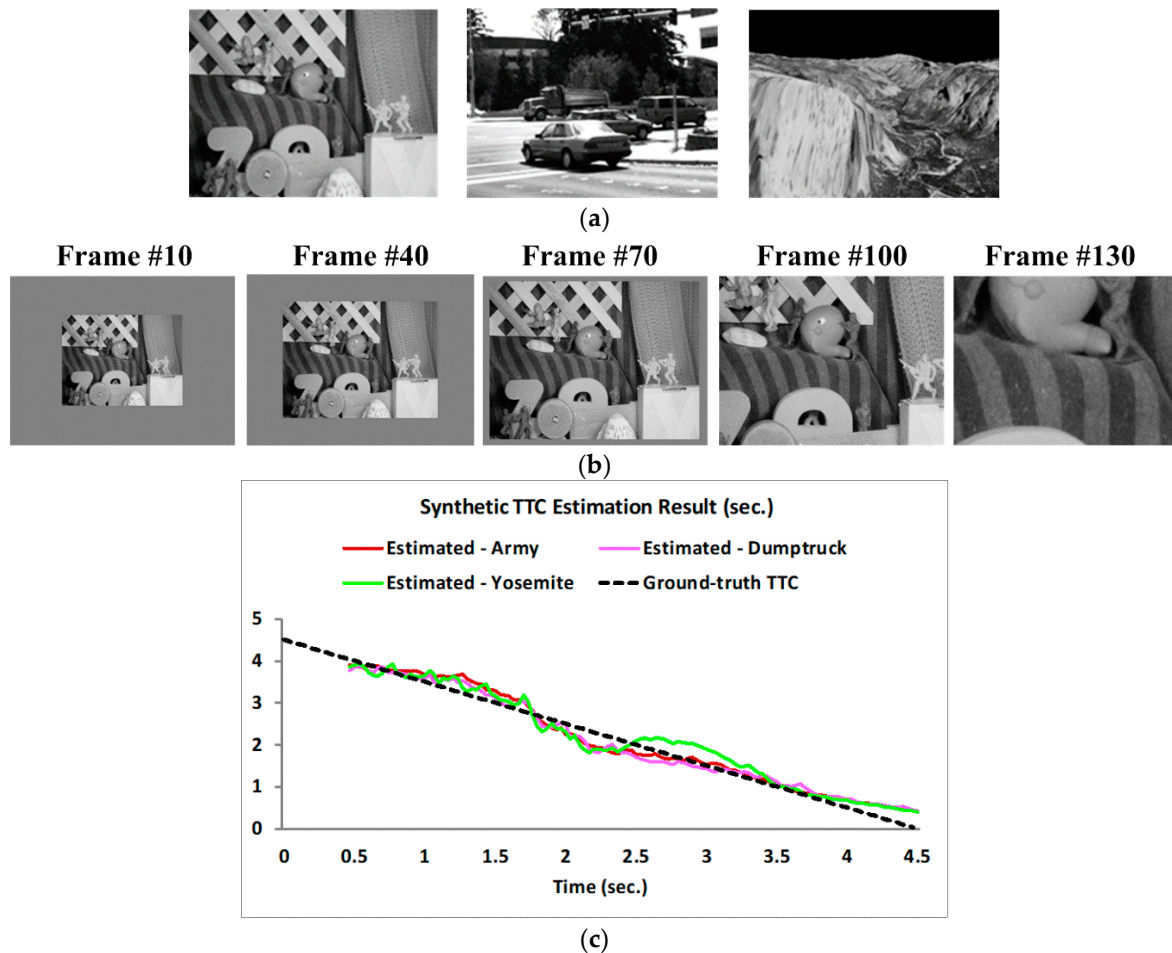 (a)
Frame #10 Frame #40 Frame #70 Frame #100 Frame #130
(b)
Synthetic TTC Estimation Result (sec.)
Estimated - Army Estimated - Dumptruck
Estimated - Yosemite Ground-truth TTC
5
4
3
2
1
0
0 0.5 1 1.5 2 2.5 3 3.5 4 4.5
Time (sec.)
(c)